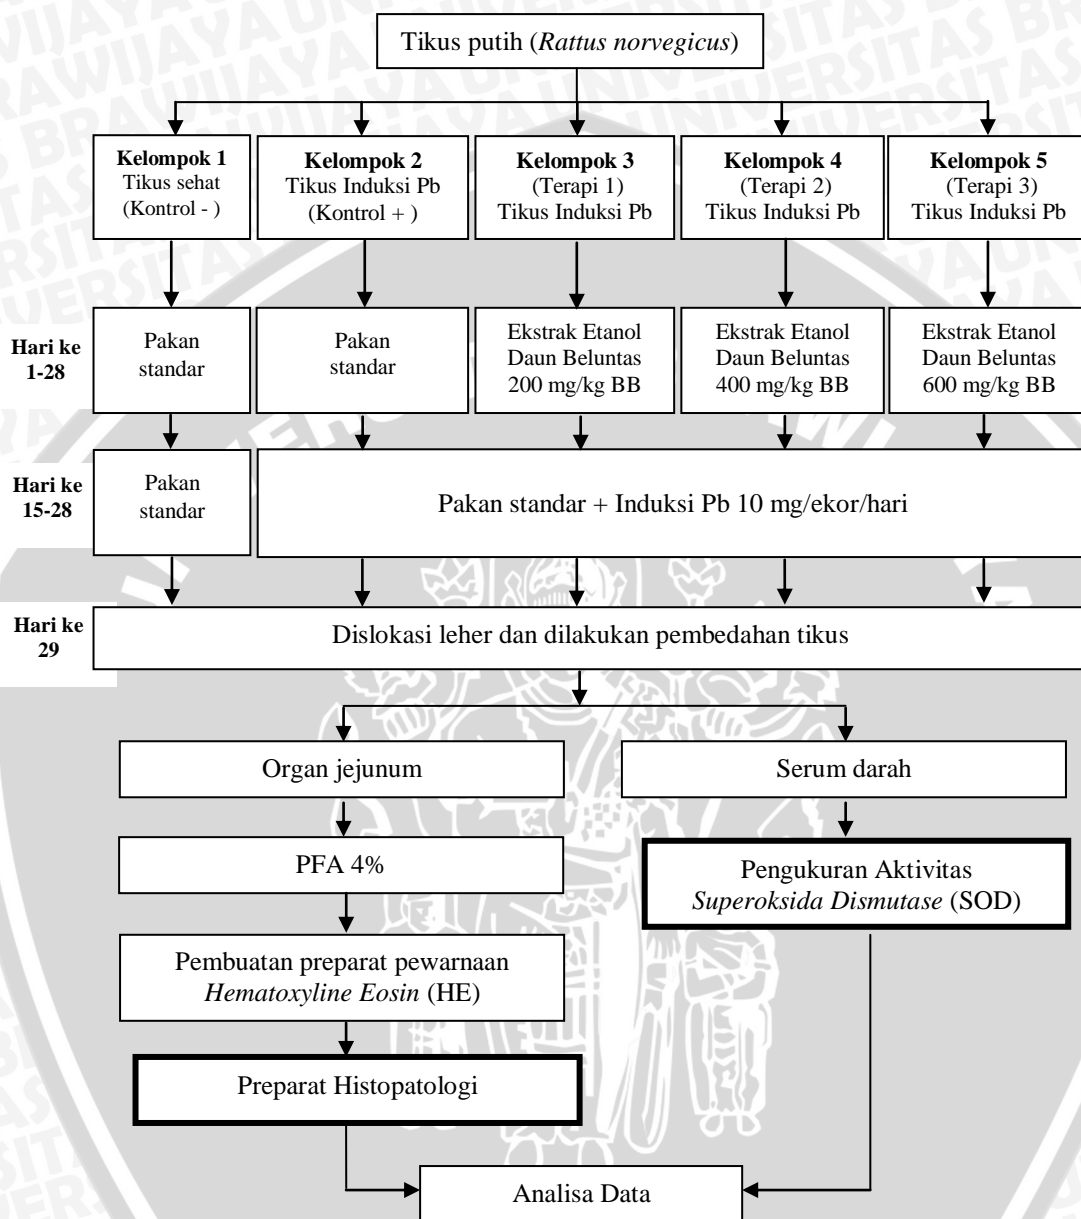 Tikus putih (Rattus norvegicus)
Kelompok 1
Tikus sehat
(Kontrol - )
Kelompok 2
Tikus Induksi Pb
(Kontrol + )
Kelompok 3
(Terapi 1)
Tikus Induksi Pb
Kelompok 4
(Terapi 2)
Tikus Induksi Pb
Kelompok 5
(Terapi 3)
Tikus Induksi Pb
Hari ke
1-28
Pakan
standar
Pakan
standar
Ekstrak Etanol
Daun Beluntas
200 mg/kg BB
Ekstrak Etanol
Daun Beluntas
400 mg/kg BB
Ekstrak Etanol
Daun Beluntas
600 mg/kg BB
Hari ke
15-28
Pakan
standar
Pakan standar + Induksi Pb 10 mg/ekor/hari
Hari ke
29
Dislokasi leher dan dilakukan pembedahan tikus
Organ jejunum
Serum darah
PFA 4%
Pengukuran Aktivitas
Superoksida Dismutase (SOD)
Pembuatan preparat pewarnaan
Hematoxyline Eosin (HE)
Preparat Histopatologi
Analisa Data